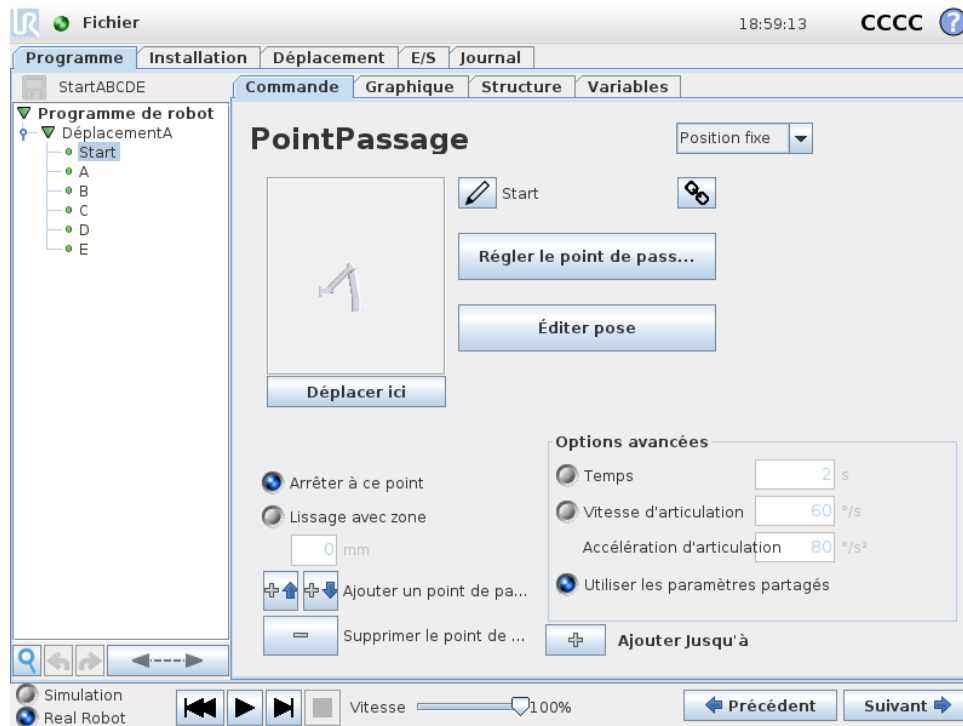 UR Fichier 18:59:13 CCCC ?
Programme Installation Déplacement E/S Journal
StartABCDE Commande Graphique Structure Variables
Programme de robot
DéplacementA
Start
A
B
C
D
E
PointPassage Position fixe
Start
Régler le point de pass...
Éditer pose
Déplacer ici
Arrêter à ce point
Lissage avec zone
0 mm
Ajouter un point de pa...
Supprimer le point de ...
Options avancées
Temps 2 s
Vitesse d'articulation 60 °/s
Accélération d'articulation 80 °/s²
Utiliser les paramètres partagés
Ajouter Jusqu'à
Simulation
Real Robot
Vitesse 100%
Précédent Suivant